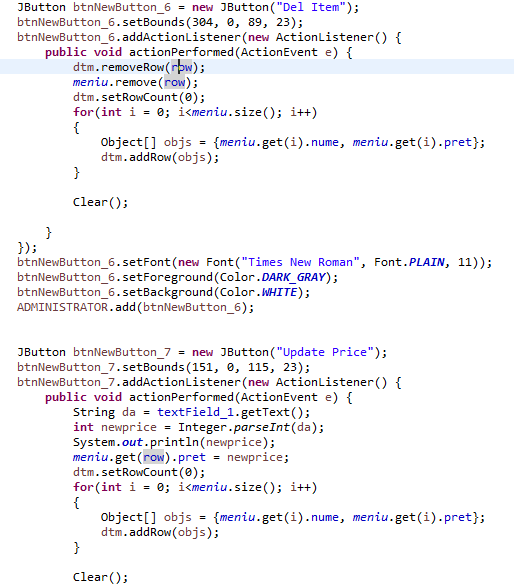 JButton btnNewButton_6 = new JButton("Del Item");
btnNewButton_6.setBounds(304, 0, 89, 23);
btnNewButton_6.addActionListener(new ActionListener() {
    public void actionPerformed(ActionEvent e) {
        dtm.removeRow(row);
        meniu.remove(row);
        dtm.setRowCount(0);
        for(int i = 0; i<meniu.size(); i++)
        {
            Object[] objs = {meniu.get(i).nume, meniu.get(i).pret};
            dtm.addRow(objs);
        }

        Clear();

    }
});
btnNewButton_6.setFont(new Font("Times New Roman", Font.PLAIN, 11));
btnNewButton_6.setForeground(Color.DARK_GRAY);
btnNewButton_6.setBackground(Color.WHITE);
ADMINISTRATOR.add(btnNewButton_6);


JButton btnNewButton_7 = new JButton("Update Price");
btnNewButton_7.setBounds(151, 0, 115, 23);
btnNewButton_7.addActionListener(new ActionListener() {
    public void actionPerformed(ActionEvent e) {
        String da = textField_1.getText();
        int newprice = Integer.parseInt(da);
        System.out.println(newprice);
        meniu.get(row).pret = newprice;
        dtm.setRowCount(0);
        for(int i = 0; i<meniu.size(); i++)
        {
            Object[] objs = {meniu.get(i).nume, meniu.get(i).pret};
            dtm.addRow(objs);
        }

        Clear();